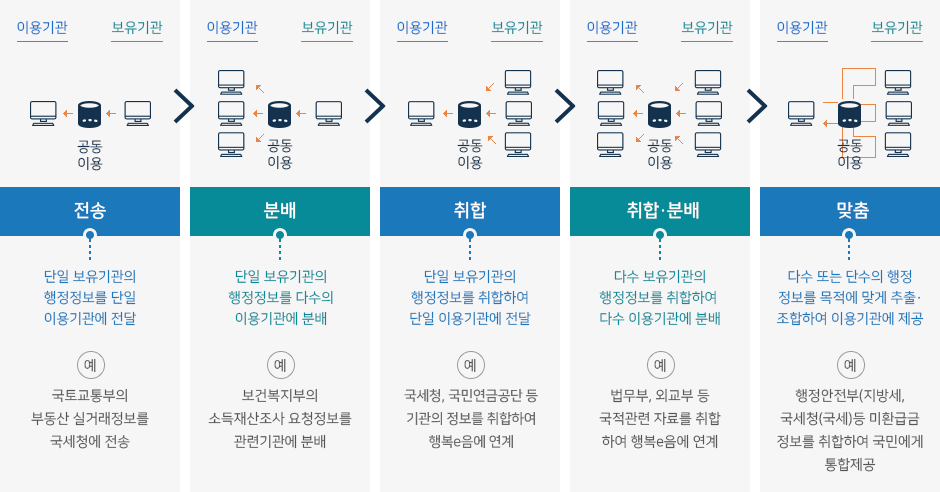 이용기관
보유기관
공동
이용
전송
단일 보유기관의
행정정보를 단일
이용기관에 전달
예
국토교통부의
부동산 실거래정보를
국세청에 전송
이용기관
보유기관
공동
이용
분배
단일 보유기관의
행정정보를 다수의
이용기관에 분배
예
보건복지부의
소득재산조사 요청정보를
관련기관에 분배
이용기관
보유기관
공동
이용
취합
단일 보유기관의
행정정보를 취합하여
단일 이용기관에 전달
예
국세청, 국민연금공단 등
기관의 정보를 취합하여
행복e음에 연계
이용기관
보유기관
공동
이용
취합·분배
다수 보유기관의
행정정보를 취합하여
다수 이용기관에 분배
예
법무부, 외교부 등
국적관련 자료를 취합
하여 행복e음에 연계
이용기관
보유기관
공동
이용
맞춤
다수 또는 단수의 행정
정보를 목적에 맞게 추출·
조합하여 이용기관에 제공
예
행정안전부(지방세,
국세청(국세)등 미환급금
정보를 취합하여 국민에게
통합제공